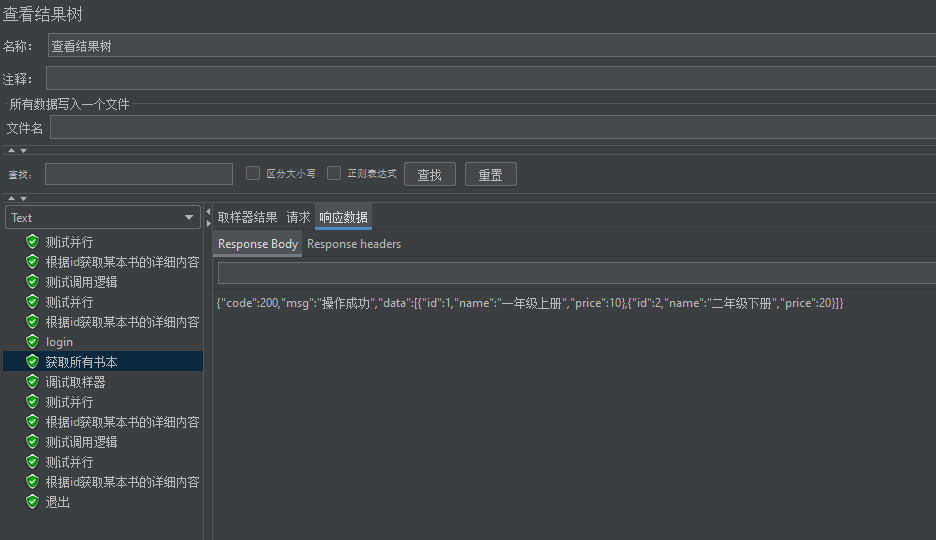 查看结果树
名称： 查看结果树
注释：
所有数据写入一个文件
文件名
查找： 区分大小写 正则表达式 查找 重置
Text
取样器结果 请求 响应数据
测试并行
根据id获取某本书的详细内容
测试调用逻辑
测试并行
根据id获取某本书的详细内容
login
获取所有书本
调试取样器
测试并行
根据id获取某本书的详细内容
测试调用逻辑
测试并行
根据id获取某本书的详细内容
退出
Response Body Response headers
{"code":200,"msg":"操作成功","data":[{"id":1,"name":"一年级上册","price":10},{"id":2,"name":"二年级下册","price":20}]}